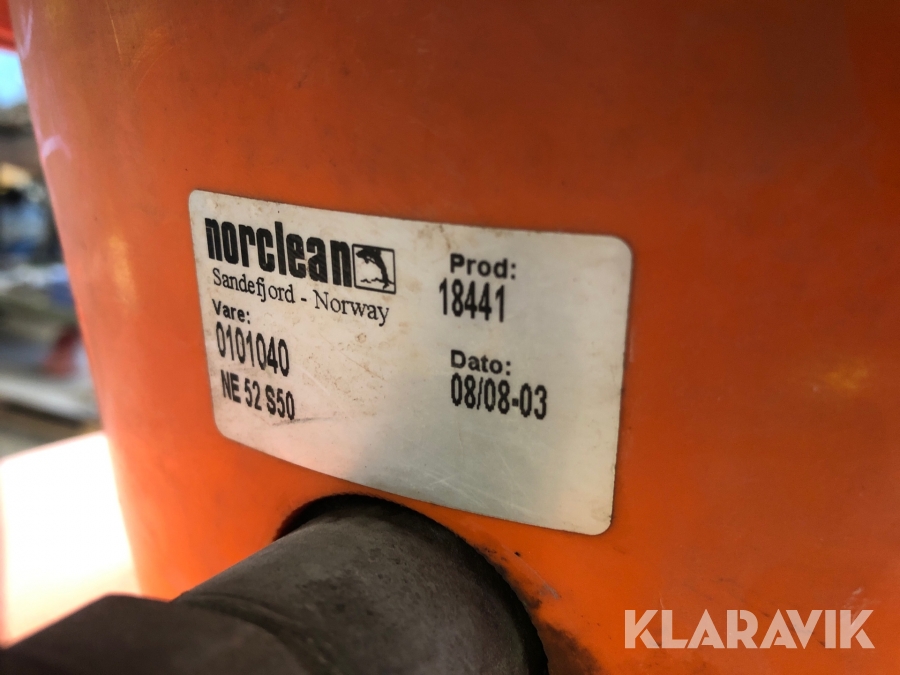 norclean
Sandefjord - Norway
Vare:
0101040
NE 52 S50
Prod:
18441
Dato:
08/08-03
KLARAVIK